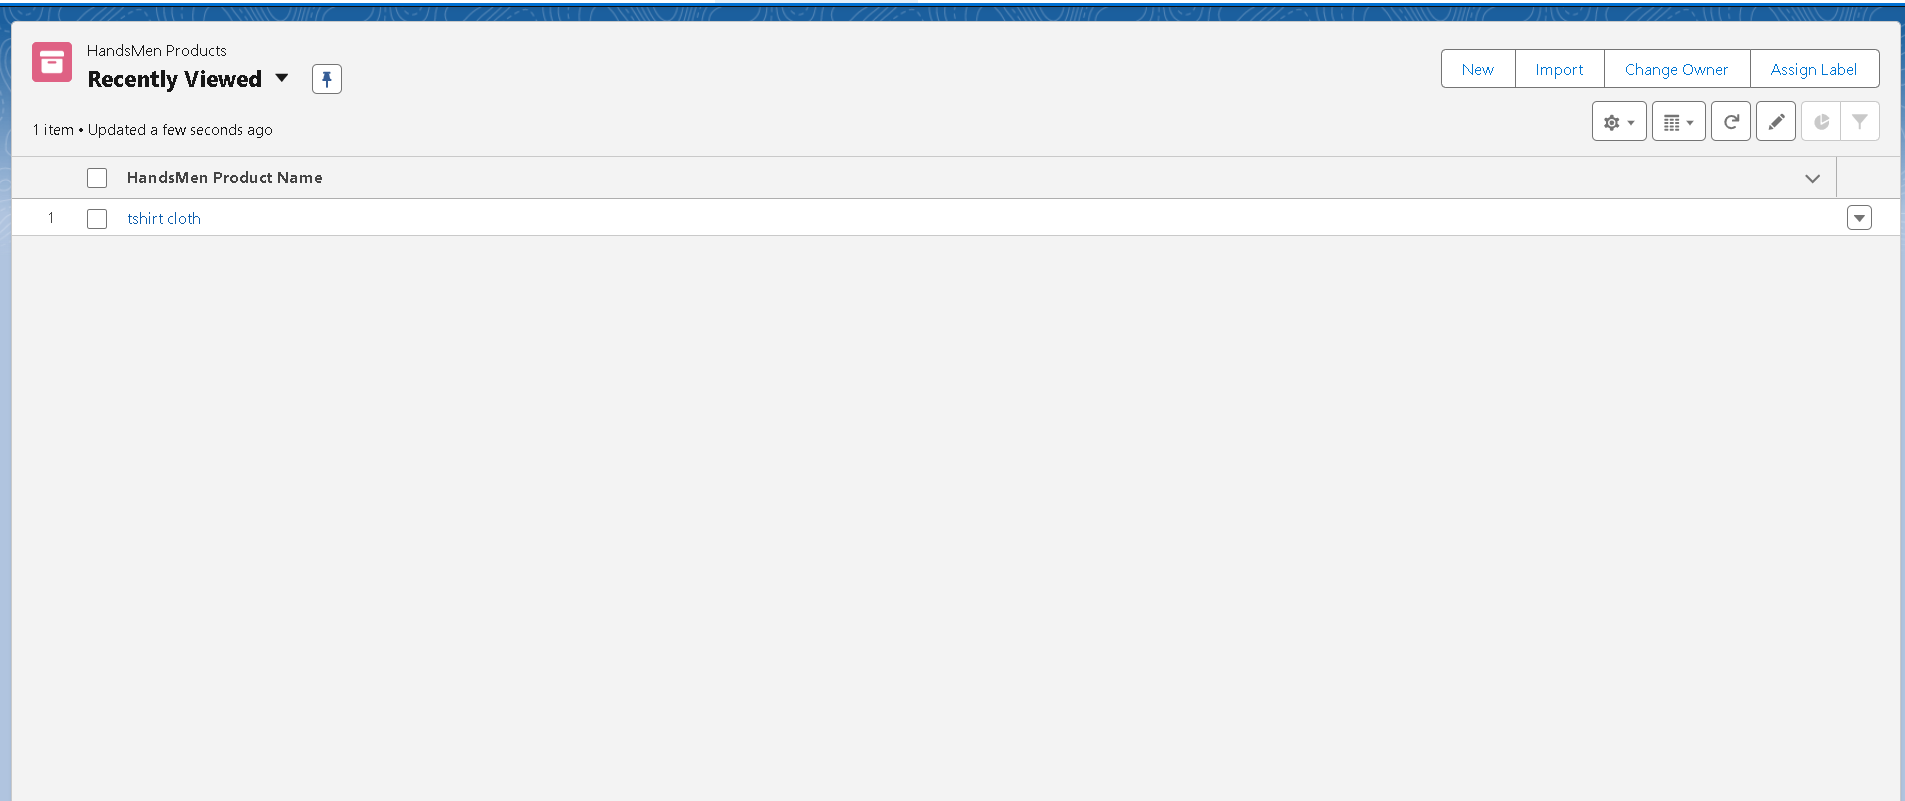 HandsMen Products
Recently Viewed
New Import Change Owner Assign Label
1 item • Updated a few seconds ago
HandsMen Product Name
1 tshirt cloth